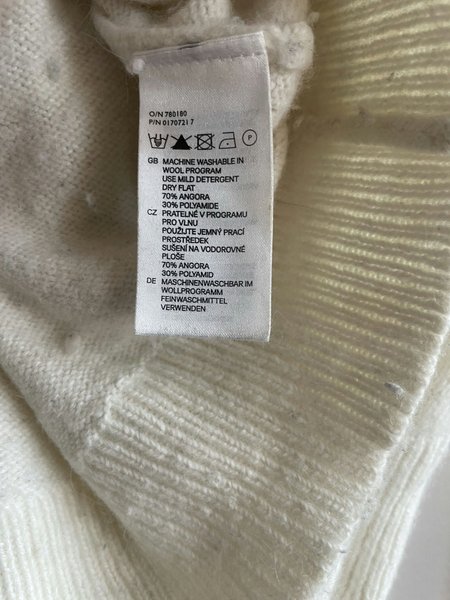 O/N 780180
P/N 01707217
P
GB MACHINE WASHABLE IN
WOOL PROGRAM
USE MILD DETERGENT
DRY FLAT
70% ANGORA
30% POLYAMIDE
CZ PRATELNÉ V PROGRAMU
PRO VLNU
POUŽIJTE JEMNÝ PRACÍ
PROSTŘEDEK
SUŠENÍ NA VODOROVNÉ
PLOŠE
70% ANGORA
30% POLYAMID
DE MASCHINENWASCHBAR IM
WOLLPROGRAMM
FEINWASCHMITTEL
VERWENDEN